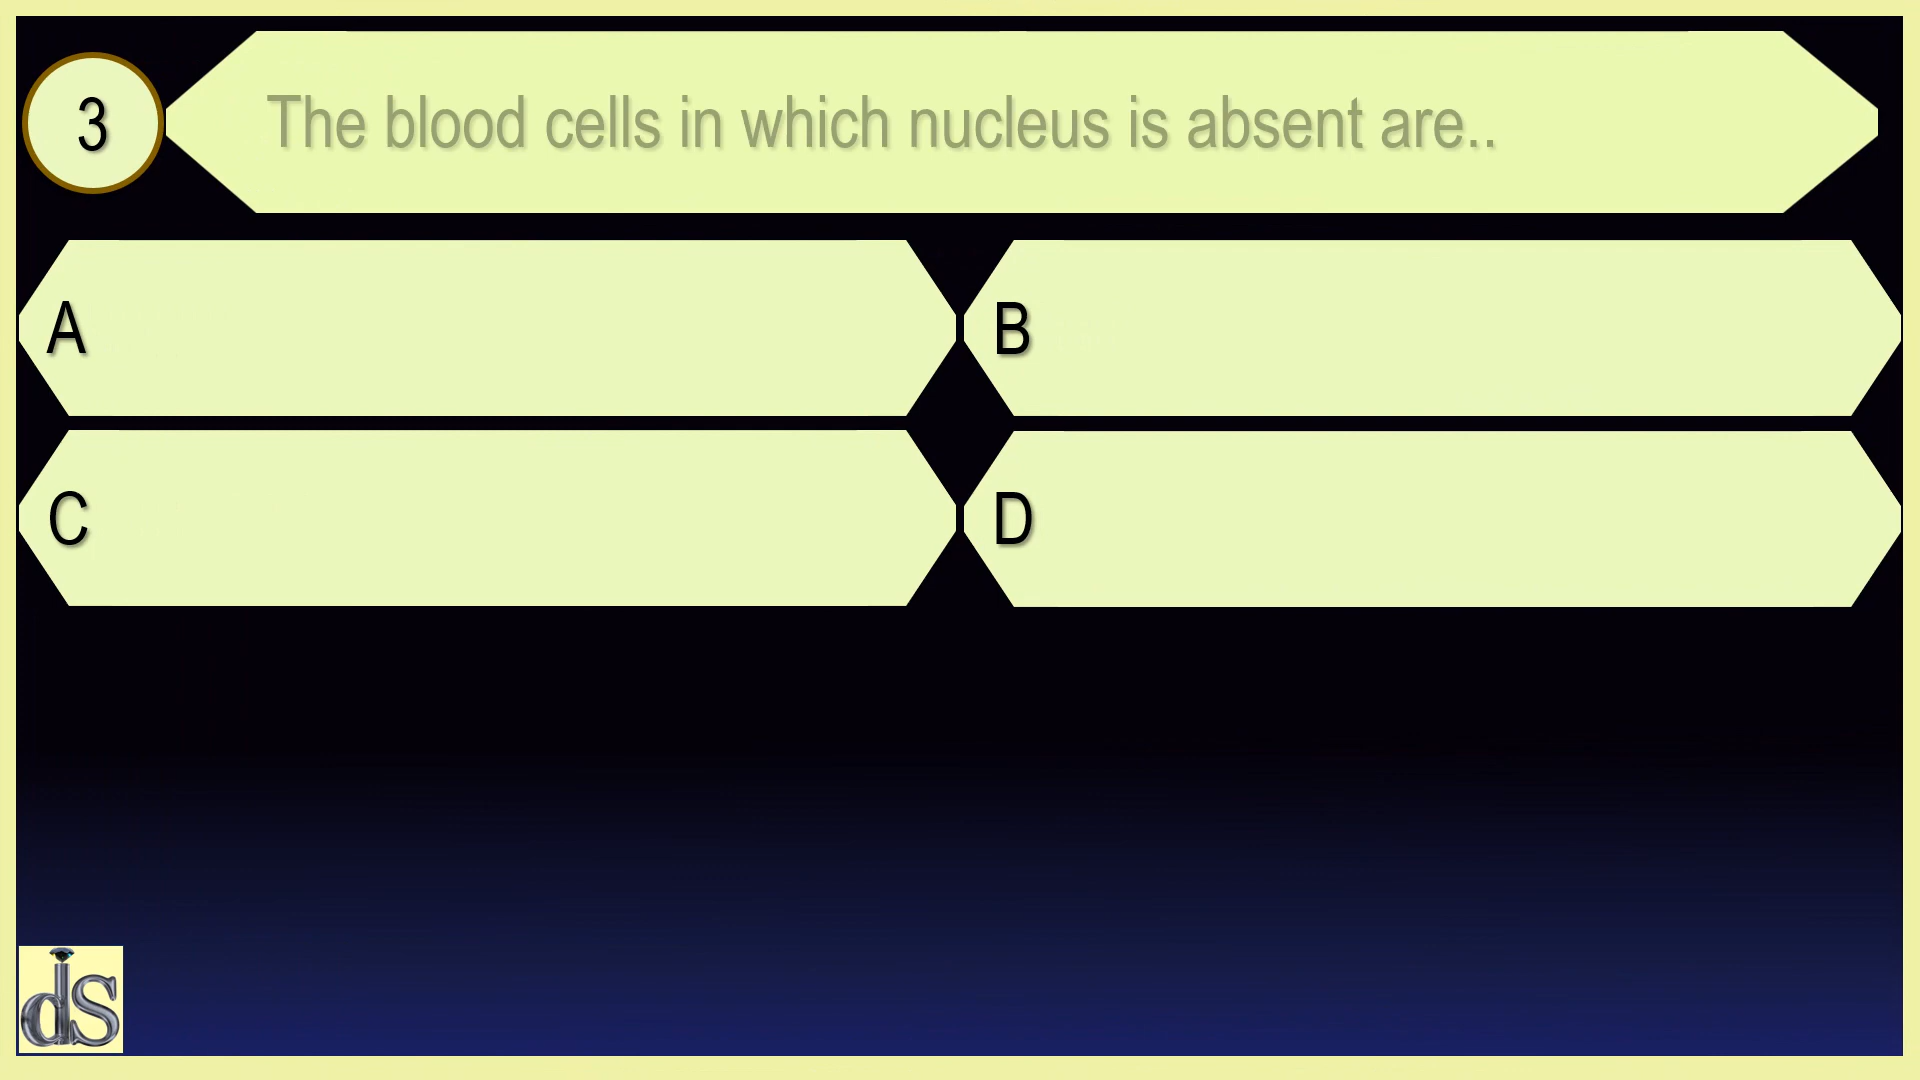 3
The blood cells in which nucleus is absent are..
A
B
C
D
ds